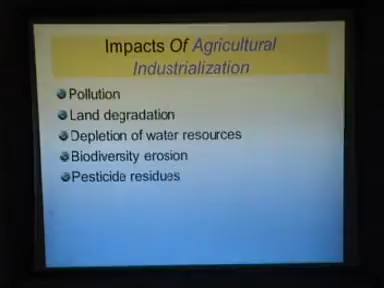 Impacts Of Agricultural
Industrialization
Pollution
Land degradation
Depletion of water resources
Biodiversity erosion
Pesticide residues